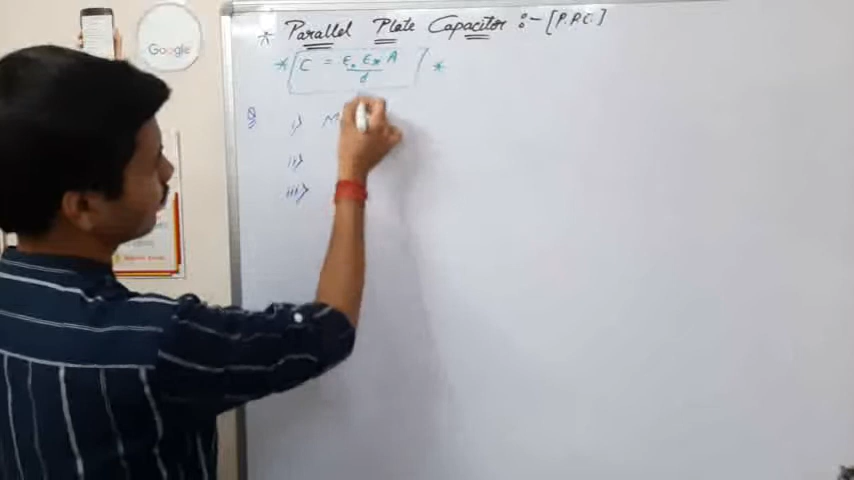 * Parallel Plate Capacitor :- [P.P.C.]
* [ C = ε₀ εᵣ A / d ] *
Q i) M
ii)
iii)
Google